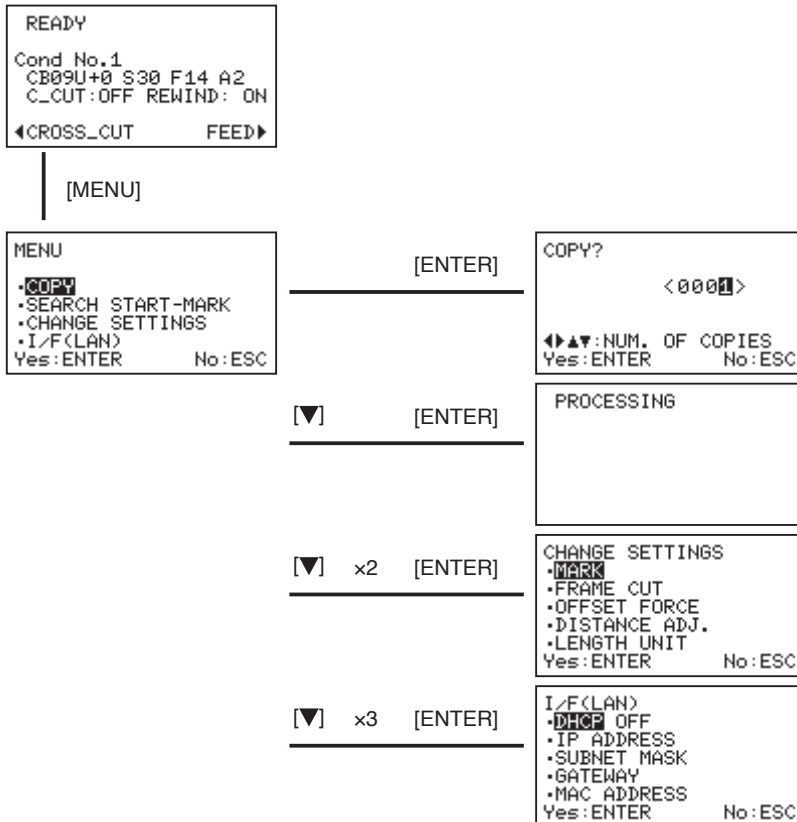 READY
Cond No.1
CB09U+0 S30 F14 A2
C_CUT:OFF REWIND: ON
◀CROSS_CUT FEED▶
[MENU]
MENU
・COPY
・SEARCH START-MARK
・CHANGE SETTINGS
・I/F(LAN)
Yes:ENTER No:ESC
[ENTER]
COPY?
<0001>
◀▶▲▼:NUM. OF COPIES
Yes:ENTER No:ESC
[▼] [ENTER]
PROCESSING
[▼] ×2 [ENTER]
CHANGE SETTINGS
・MARK
・FRAME CUT
・OFFSET FORCE
・DISTANCE ADJ.
・LENGTH UNIT
Yes:ENTER No:ESC
[▼] ×3 [ENTER]
I/F(LAN)
・DHCP OFF
・IP ADDRESS
・SUBNET MASK
・GATEWAY
・MAC ADDRESS
Yes:ENTER No:ESC